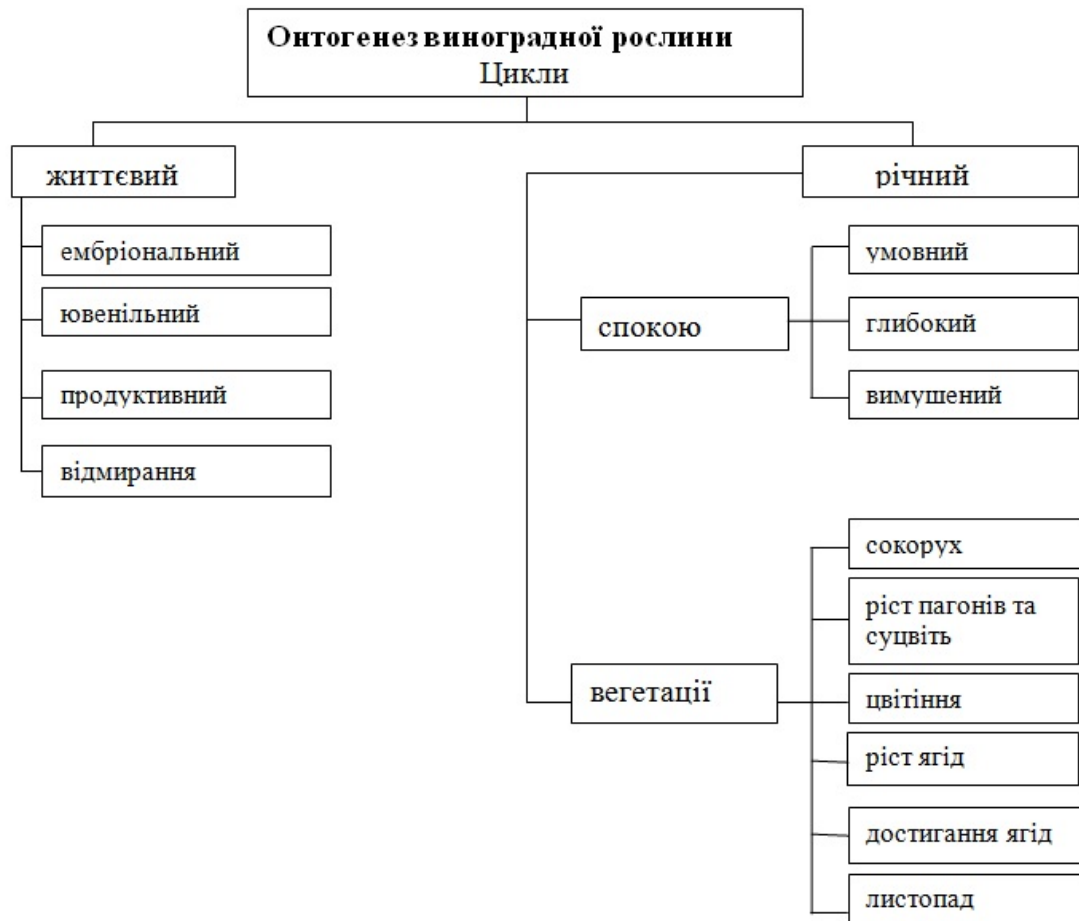 Онтогенез виноградної рослини
Цикли
життєвий
ембріональний
ювенільний
продуктивний
відмирання
річний
спокою
умовний
глибокий
вимушений
вегетації
сокорух
ріст пагонів та
суцвіть
цвітіння
ріст ягід
достигання ягід
листопад